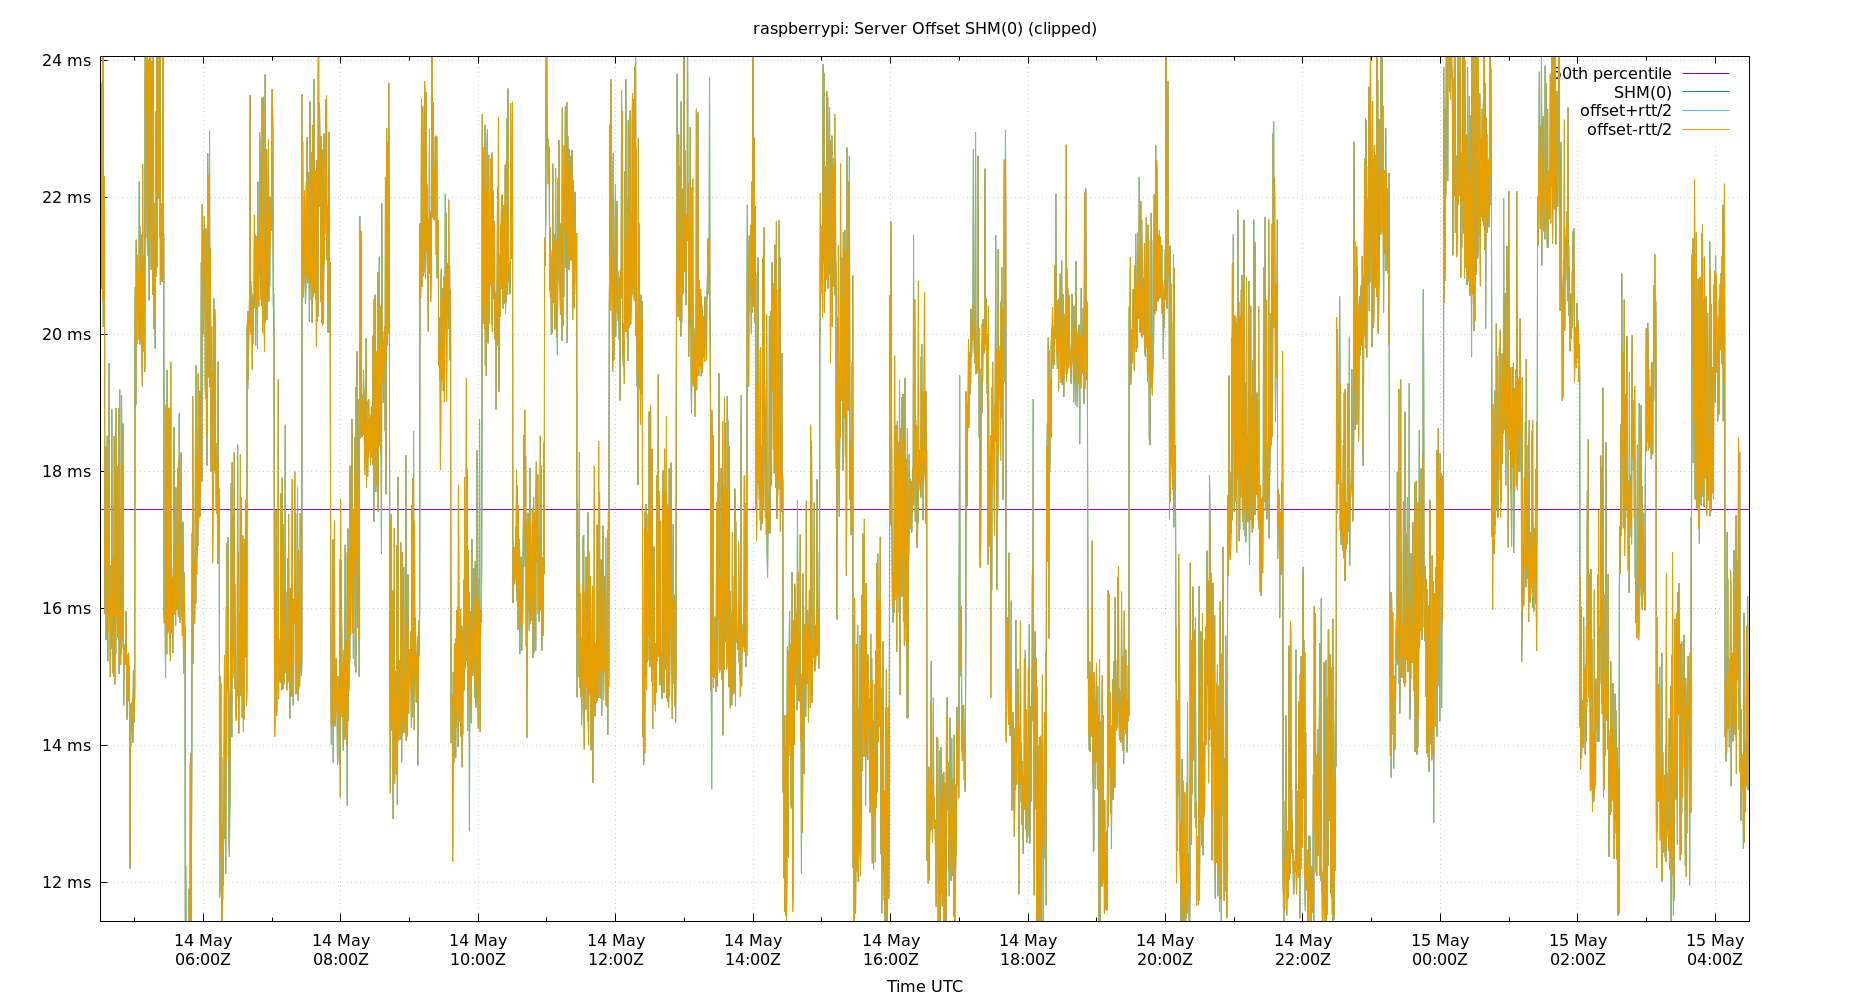 raspberrypi: Server Offset SHM(0) (clipped)
24 ms
22 ms
20 ms
18 ms
16 ms
14 ms
12 ms
50th percentile
SHM(0)
offset+rtt/2
offset-rtt/2
14 May 06:00Z
14 May 08:00Z
14 May 10:00Z
14 May 12:00Z
14 May 14:00Z
14 May 16:00Z
14 May 18:00Z
14 May 20:00Z
14 May 22:00Z
15 May 00:00Z
15 May 02:00Z
15 May 04:00Z
Time UTC